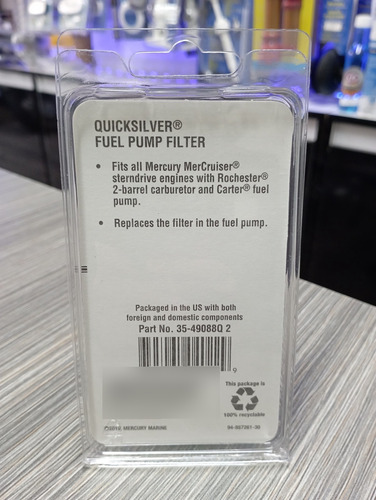 QUICKSILVER®
FUEL PUMP FILTER
• Fits all Mercury MerCruiser®
sterndrive engines with Rochester®
2-barrel carburetor and Carter® fuel
pump.
• Replaces the filter in the fuel pump.
Packaged in the US with both
foreign and domestic components
Part No. 35-49088Q 2
9
This package is
100% recyclable
MERCURY MARINE